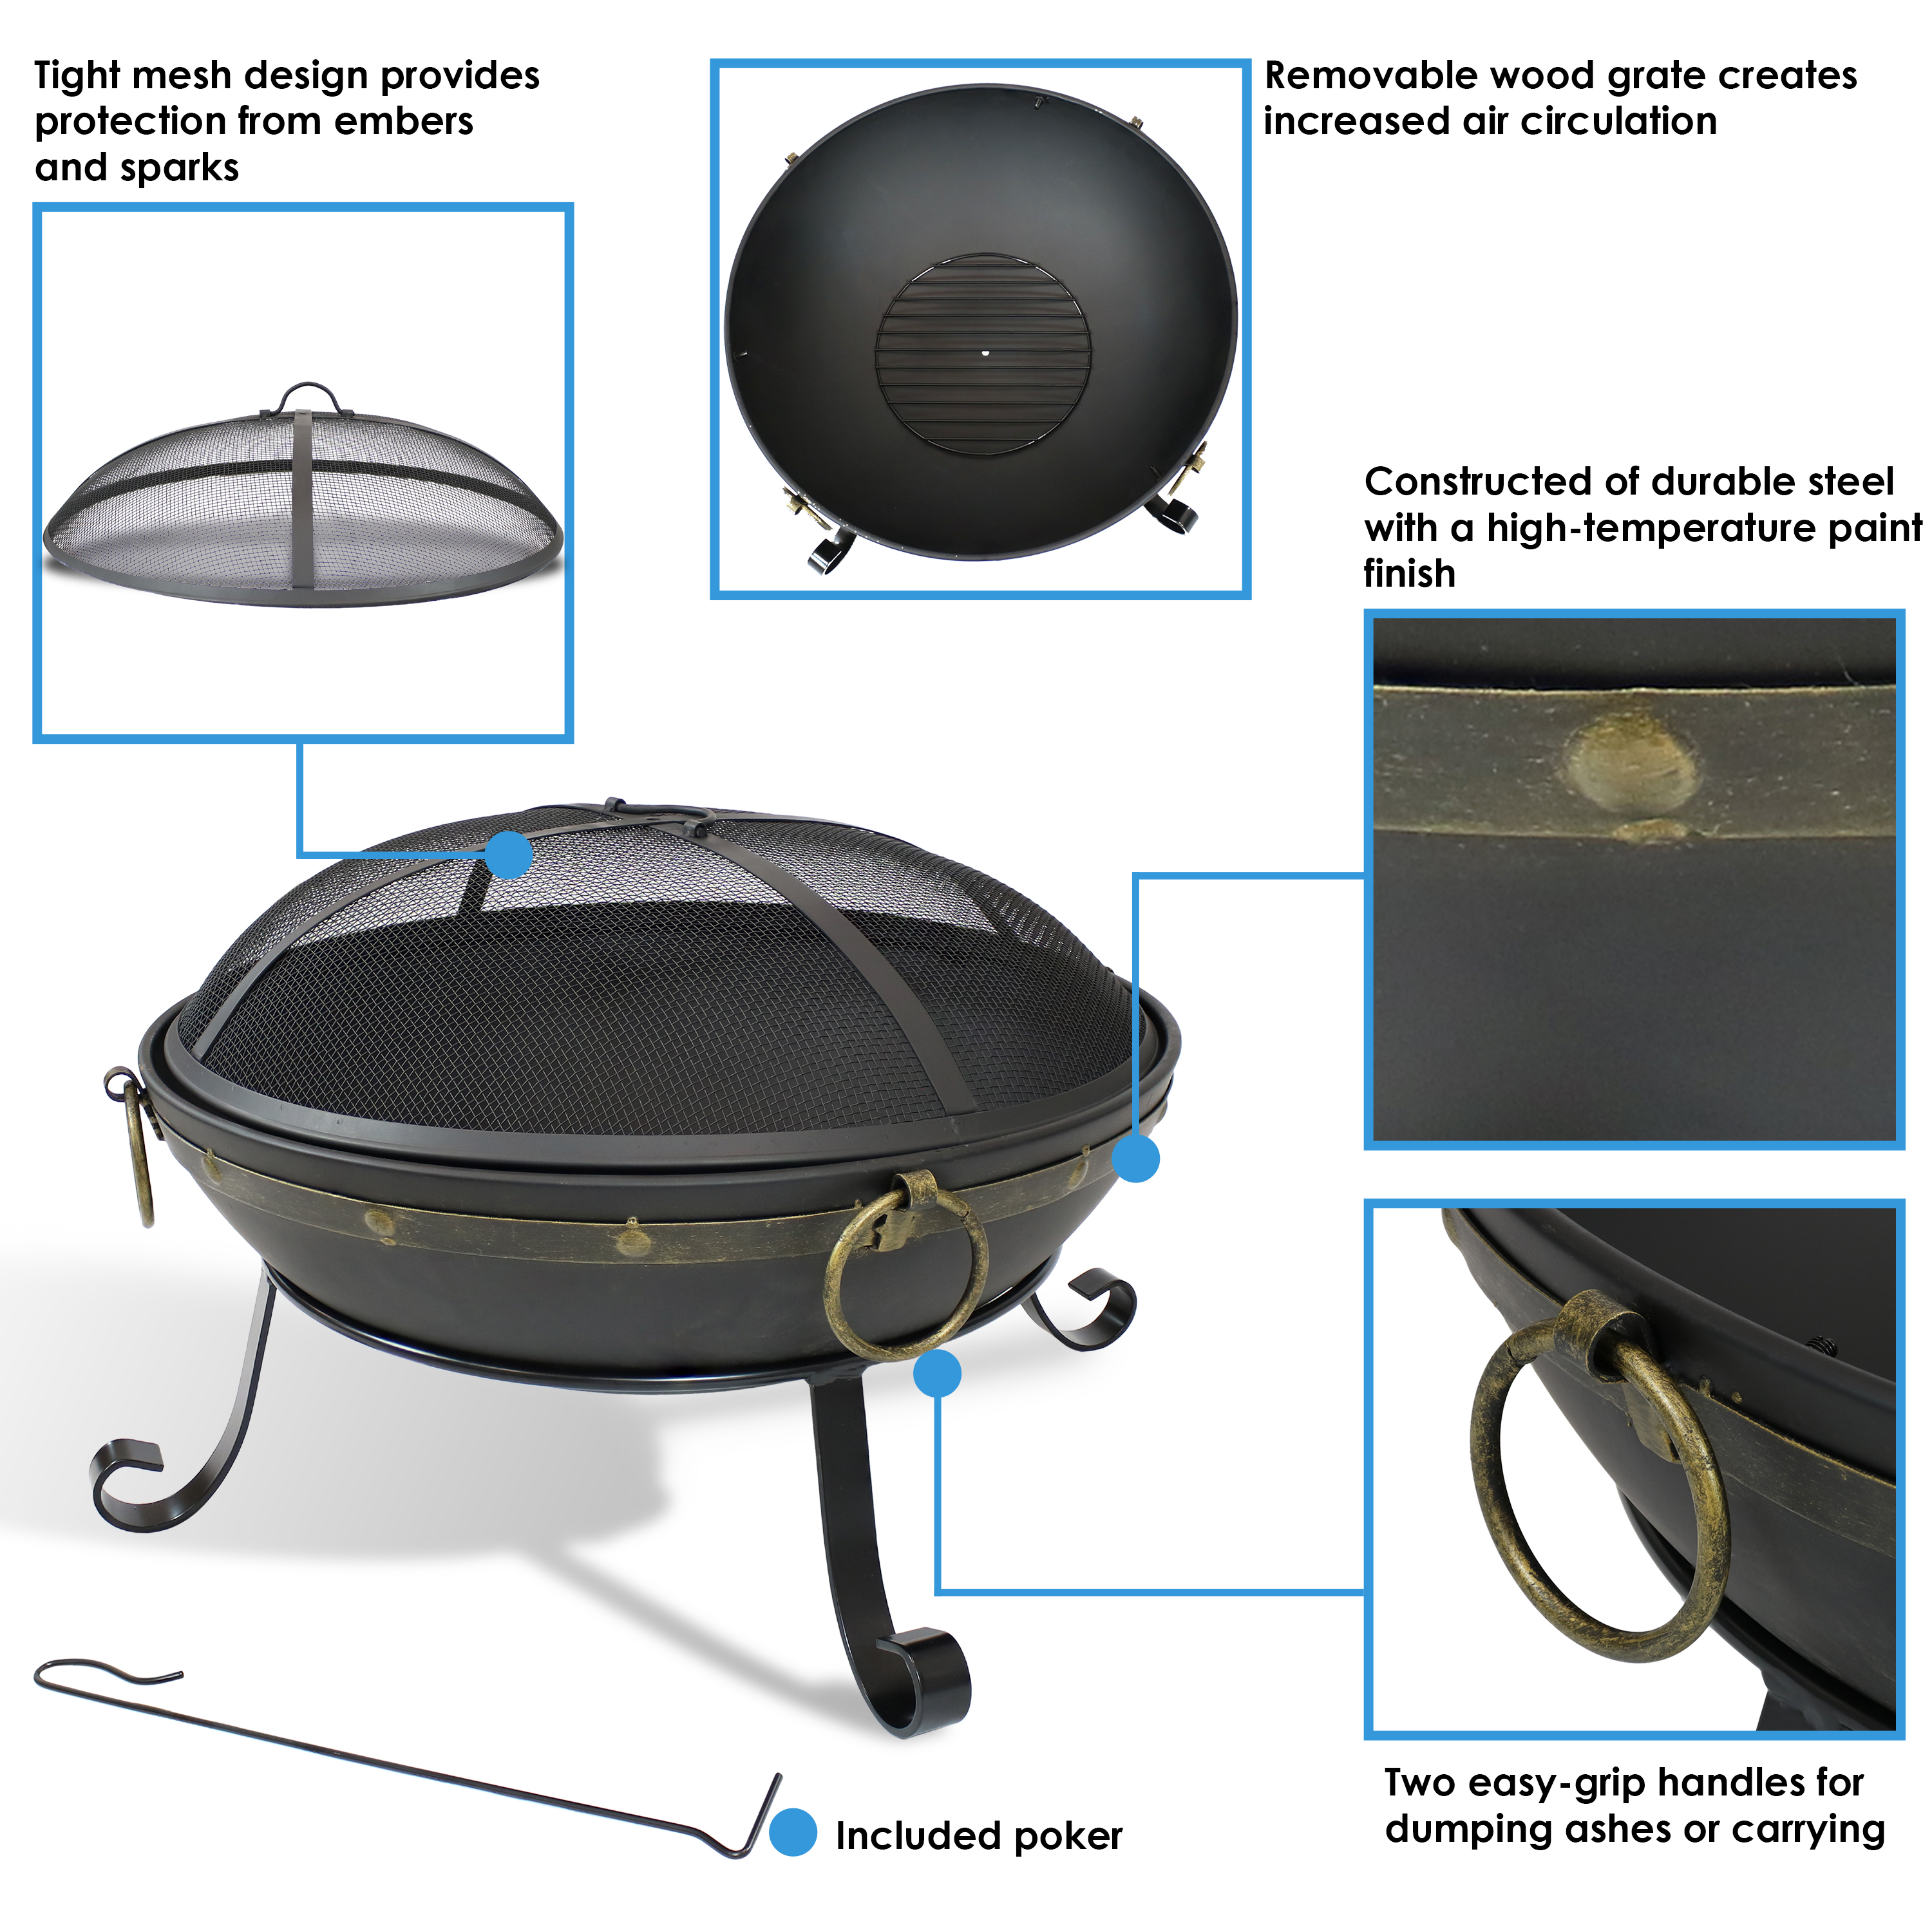 Tight mesh design provides
protection from embers
and sparks
Removable wood grate creates
increased air circulation
Constructed of durable steel
with a high-temperature paint
finish
Two easy-grip handles for
dumping ashes or carrying
Included poker